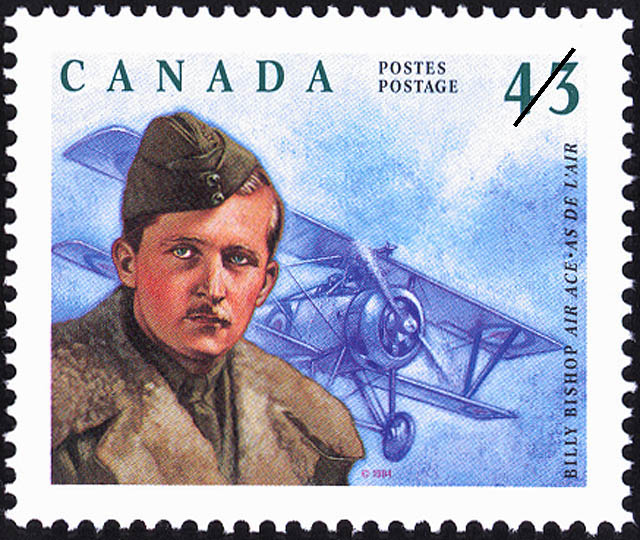 CANADA
POSTES
POSTAGE
43
BILLY BISHOP AIR ACE · AS DE L'AIR
© 1994